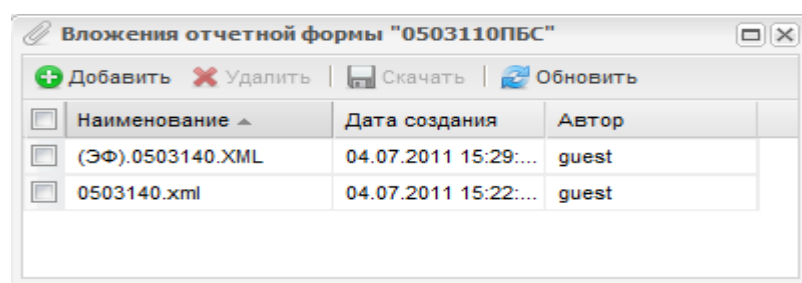 Вложения отчетной формы "0503110ПБС"
Добавить Удалить Скачать Обновить
Наименование Дата создания Автор
(ЭФ).0503140.XML 04.07.2011 15:29:... guest
0503140.xml 04.07.2011 15:22:... guest